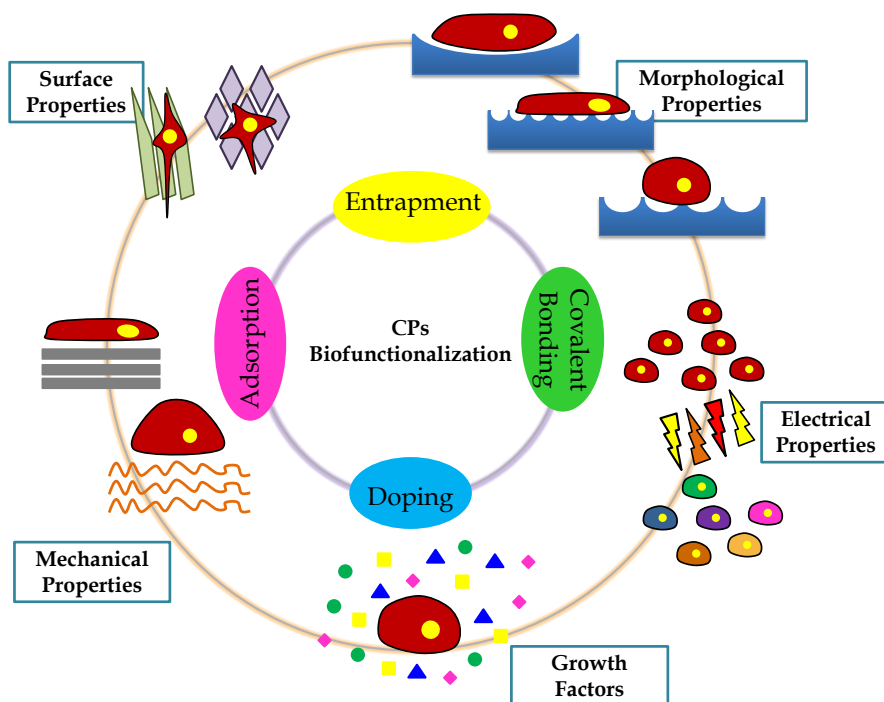 Surface
Properties
Morphological
Properties
Entrapment
Adsorption
CPs
Biofunctionalization
Covalent
Bonding
Electrical
Properties
Doping
Mechanical
Properties
Growth
Factors